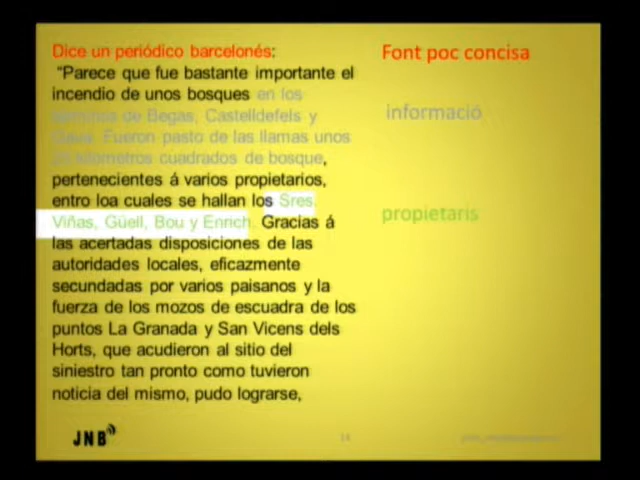 Dice un periódico barcelonés:
“Parece que fue bastante importante el
incendio de unos bosques en los
términos de Begas, Castelldefels y
Gavá. Fueron pasto de las llamas unos
kilómetros cuadrados de bosque,
pertenecientes á varios propietarios,
entro loa cuales se hallan los Sres.
Viñas, Güell, Bou y Enrich. Gracias á
las acertadas disposiciones de las
autoridades locales, eficazmente
secundadas por varios paisanos y la
fuerza de los mozos de escuadra de los
puntos La Granada y San Vicens dels
Horts, que acudieron al sitio del
siniestro tan pronto como tuvieron
noticia del mismo, pudo lograrse,
Font poc concisa
informació
propietaris
JNB